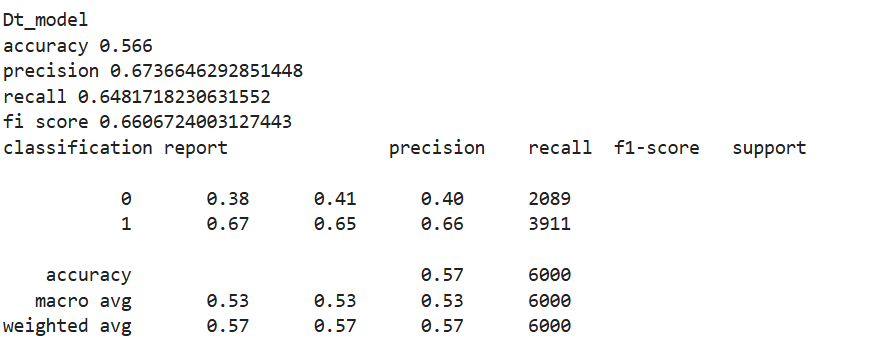 Dt_model
accuracy 0.566
precision 0.6736646292851448
recall 0.6481718230631552
fi score 0.6606724003127443
classification report               precision    recall  f1-score   support

           0       0.38      0.41      0.40      2089
           1       0.67      0.65      0.66      3911

    accuracy                           0.57      6000
   macro avg       0.53      0.53      0.53      6000
weighted avg       0.57      0.57      0.57      6000